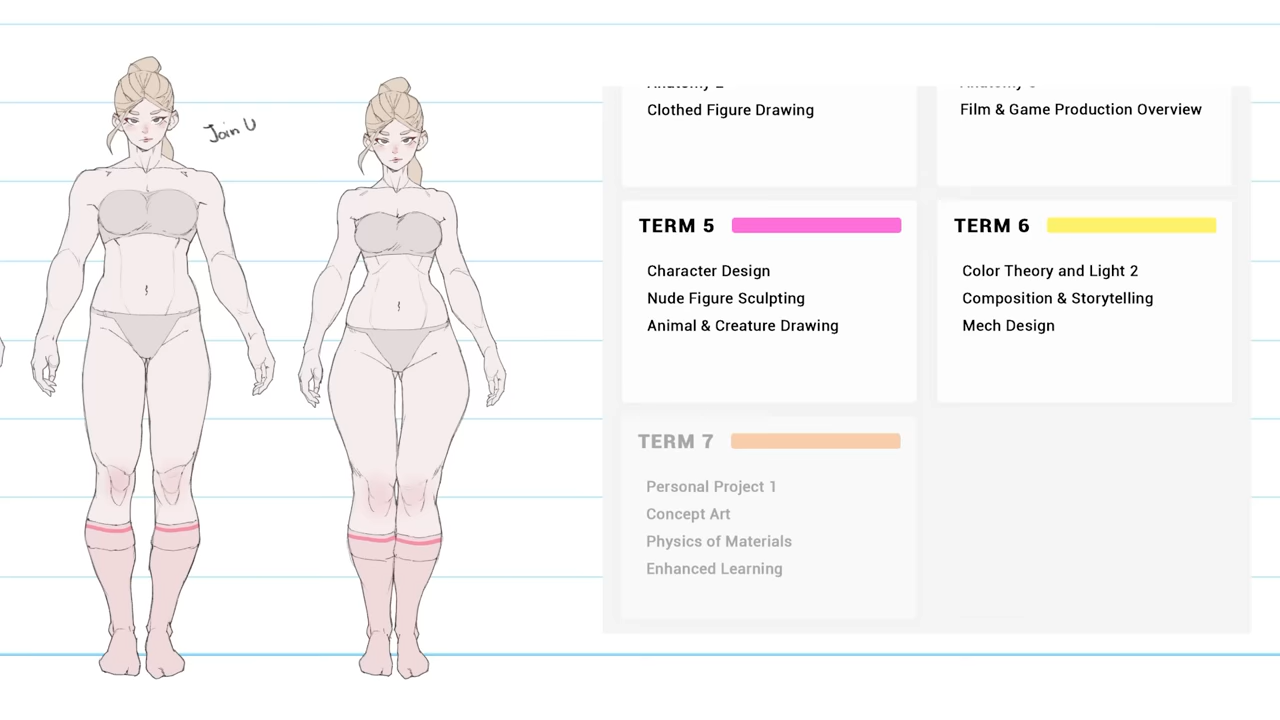 Join U
Clothed Figure Drawing
Film & Game Production Overview
TERM 5
Character Design
Nude Figure Sculpting
Animal & Creature Drawing
TERM 6
Color Theory and Light 2
Composition & Storytelling
Mech Design
TERM 7
Personal Project 1
Concept Art
Physics of Materials
Enhanced Learning